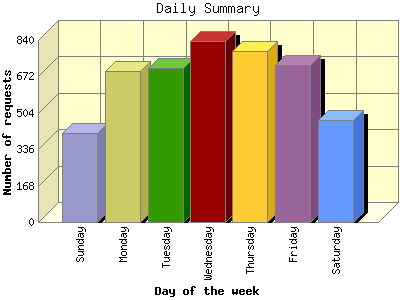 Daily Summary
Number of requests
840
672
504
336
168
0
Sunday
Monday
Tuesday
Wednesday
Thursday
Friday
Saturday
Day of the week